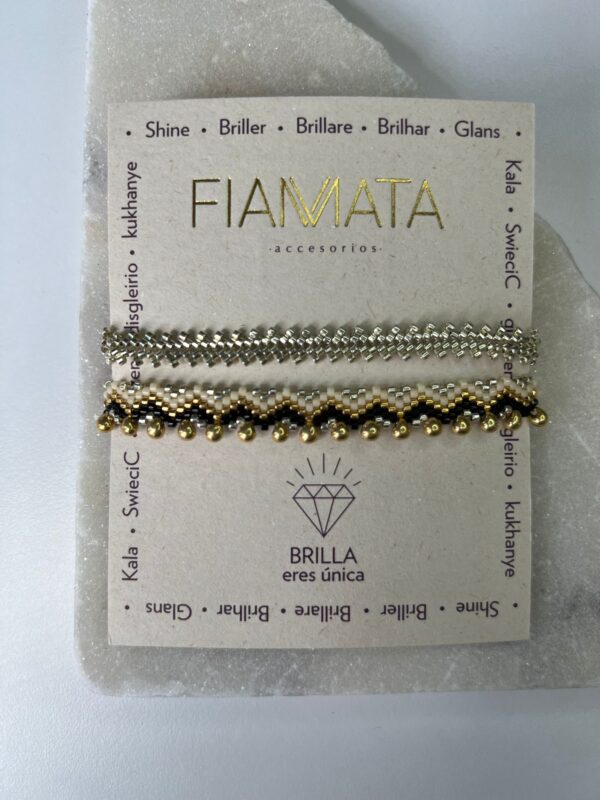 • Shine • Briller • Brillare • Brilhar • Glans •
FIAMMATA
·accesorios·
Kala • SwieciC • disgleirio • kukhanye
Kala • SwieciC • gleirio • kukhanye
BRILLA
eres única
Shine • Briller • Brillare • Brilhar • Glans •